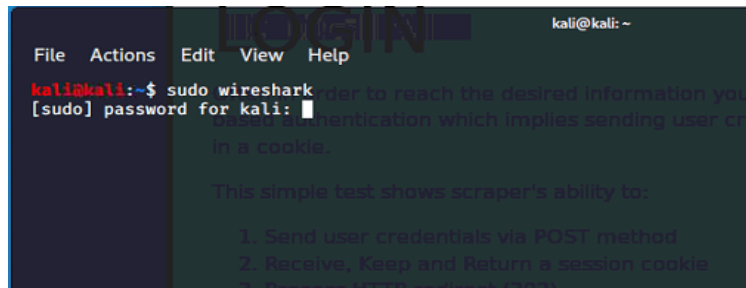 LOGIN
kali@kali: ~
File Actions Edit View Help
kali@kali:~$ sudo wireshark
[sudo] password for kali:
rder to reach the desired information you
based authentication which implies sending user cr
in a cookie.
This simple test shows scraper's ability to:
1. Send user credentials via POST method
2. Receive, Keep and Return a session cookie